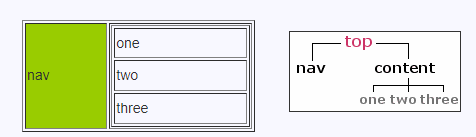 nav
one
two
three
top
nav content
one two three